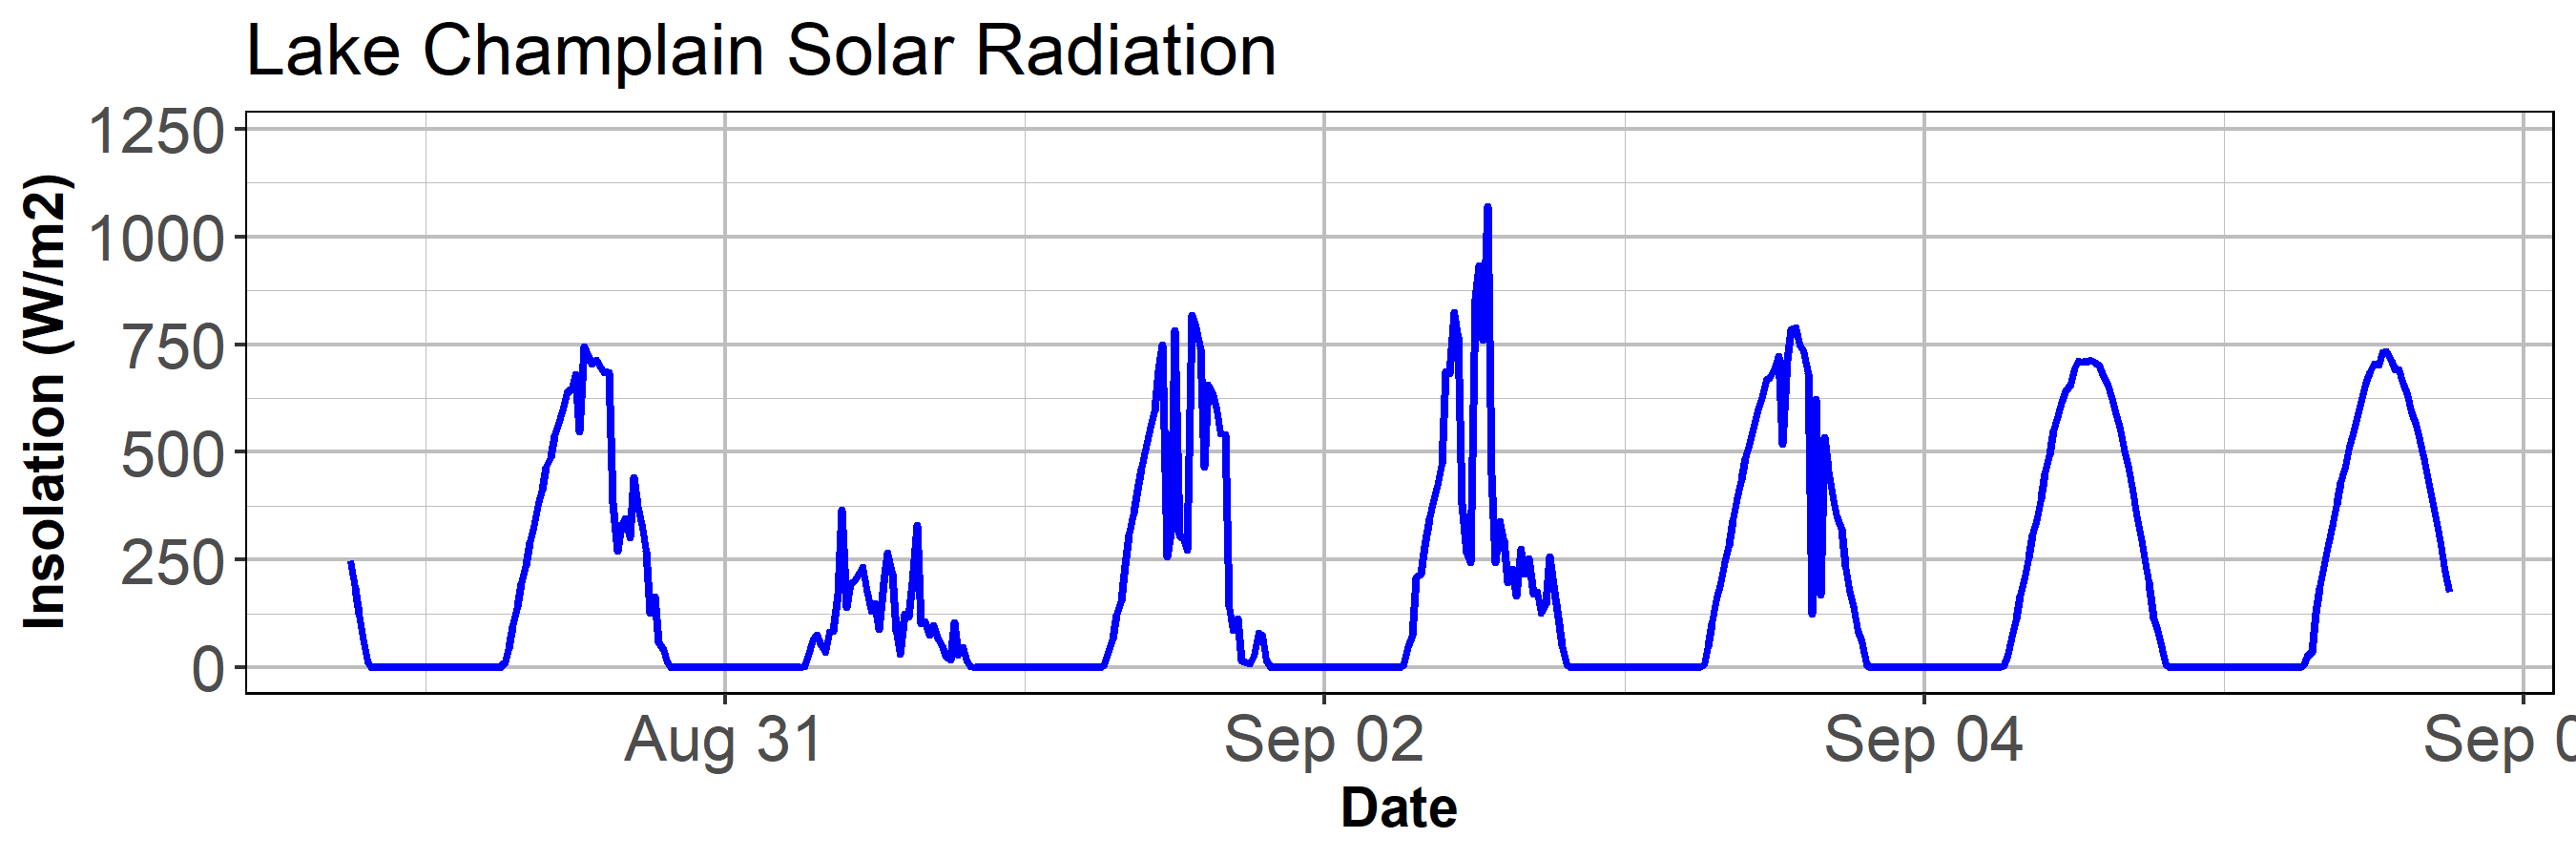 Lake Champlain Solar Radiation
1250
1000
750
500
250
0
Insolation (W/m2)
Aug 31 Sep 02 Sep 04 Sep
Date